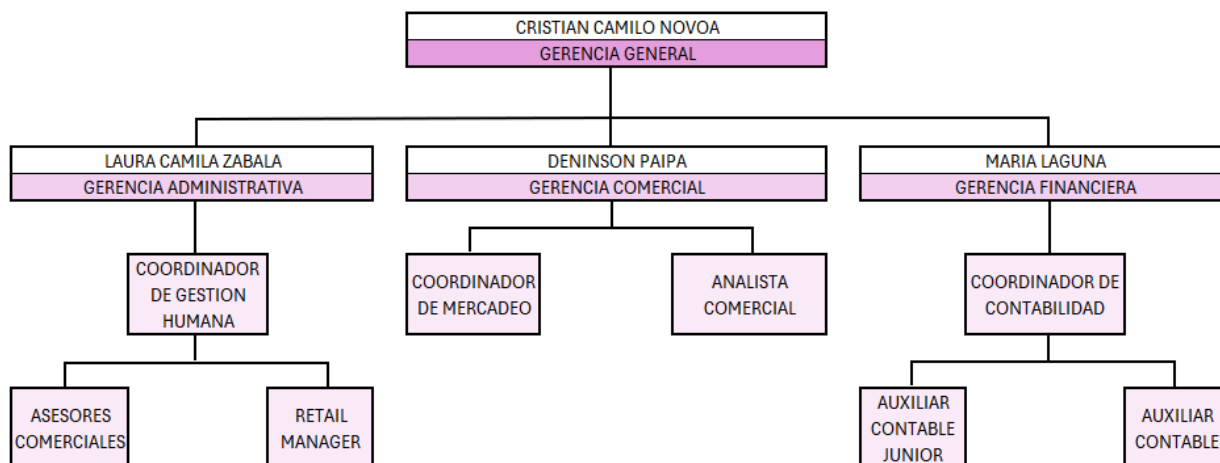 CRISTIAN CAMILO NOVOA
GERENCIA GENERAL
LAURA CAMILA ZABALA
GERENCIA ADMINISTRATIVA
DENINSON PAIPA
GERENCIA COMERCIAL
MARIA LAGUNA
GERENCIA FINANCIERA
COORDINADOR
DE GESTION
HUMANA
COORDINADOR
DE MERCADEO
ANALISTA
COMERCIAL
COORDINADOR DE
CONTABILIDAD
ASESORES
COMERCIALES
RETAIL
MANAGER
AUXILIAR
CONTABLE
JUNIOR
AUXILIAR
CONTABLE